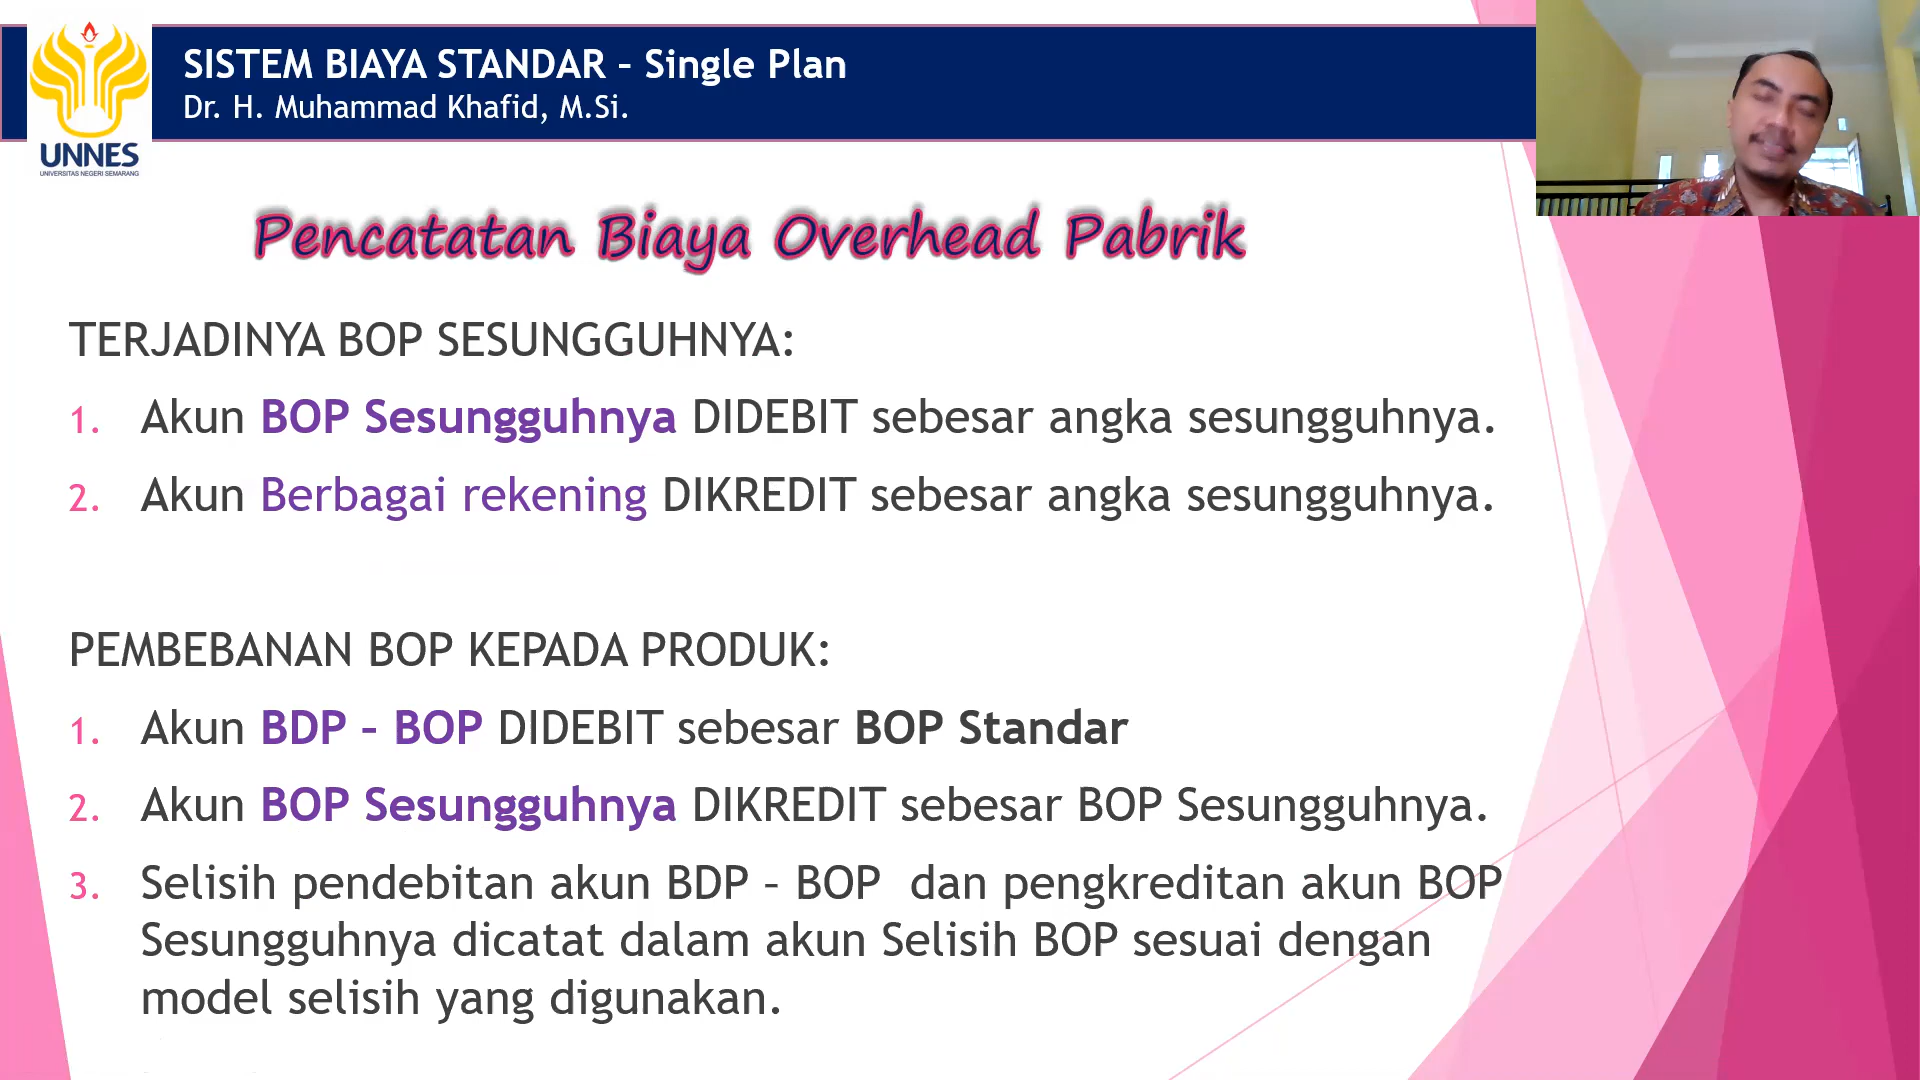 SISTEM BIAYA STANDAR – Single Plan
Dr. H. Muhammad Khafid, M.Si.
UNNES
UNIVERSITAS NEGERI SEMARANG
Pencatatan Biaya Overhead Pabrik
TERJADINYA BOP SESUNGGUHNYA:
1. Akun BOP Sesungguhnya DIDEBIT sebesar angka sesungguhnya.
2. Akun Berbagai rekening DIKREDIT sebesar angka sesungguhnya.
PEMBEBANAN BOP KEPADA PRODUK:
1. Akun BDP – BOP DIDEBIT sebesar BOP Standar
2. Akun BOP Sesungguhnya DIKREDIT sebesar BOP Sesungguhnya.
3. Selisih pendebitan akun BDP – BOP dan pengkreditan akun BOP
Sesungguhnya dicatat dalam akun Selisih BOP sesuai dengan
model selisih yang digunakan.